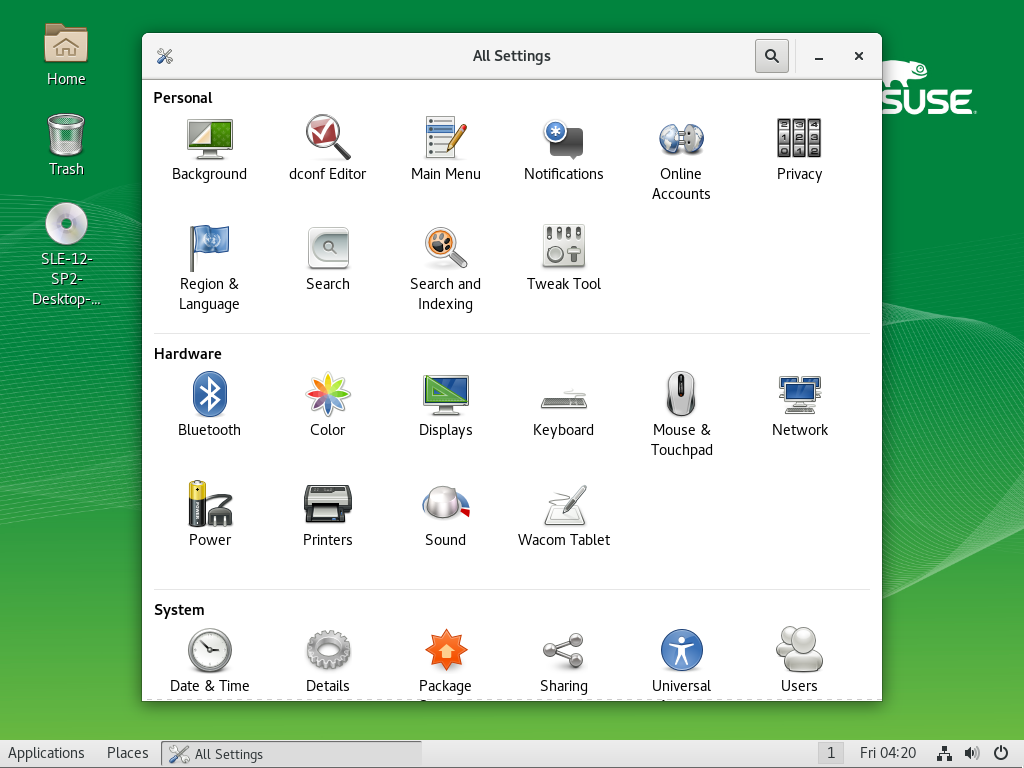 All Settings
Home
Trash
SLE-12-
SP2-
Desktop-...
SUSE
Personal
Background
dconf Editor
Main Menu
Notifications
Online
Accounts
Privacy
Region &
Language
Search
Search and
Indexing
Tweak Tool
Hardware
Bluetooth
Color
Displays
Keyboard
Mouse &
Touchpad
Network
Power
Printers
Sound
Wacom Tablet
System
Date & Time
Details
Package
Sharing
Universal
Users
Applications
Places
All Settings
1
Fri 04:20